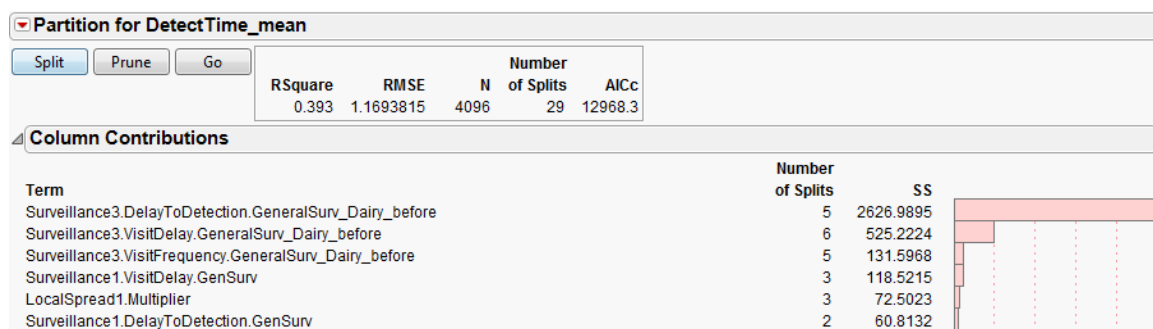 Partition for DetectTime_mean
Split Prune Go
Number
RSquare RMSE N of Splits AICc
0.393 1.1693815 4096 29 12968.3
Column Contributions
Number
Term of Splits SS
Surveillance3.DelayToDetection.GeneralSurv_Dairy_before 5 2626.9895
Surveillance3.VisitDelay.GeneralSurv_Dairy_before 6 525.2224
Surveillance3.VisitFrequency.GeneralSurv_Dairy_before 5 131.5968
Surveillance1.VisitDelay.GenSurv 3 118.5215
LocalSpread1.Multiplier 3 72.5023
Surveillance1.DelayToDetection.GenSurv 2 60.8132